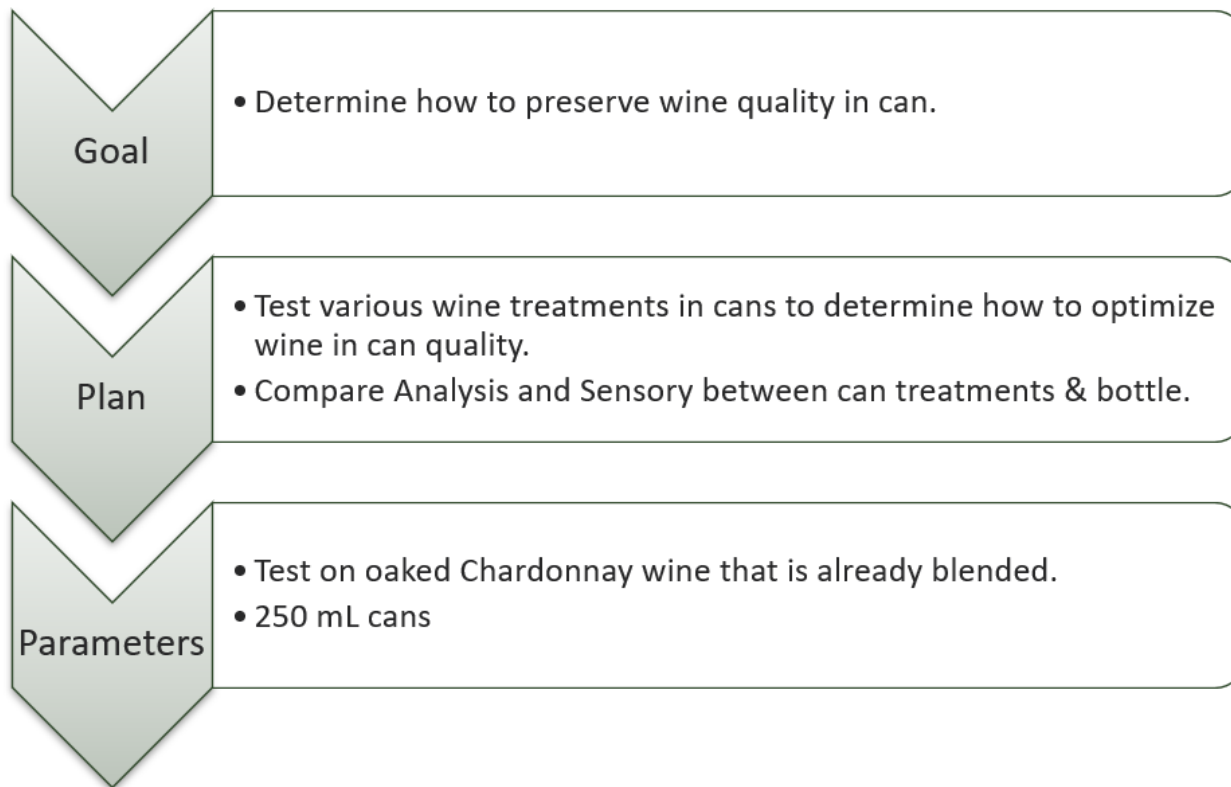 Goal
• Determine how to preserve wine quality in can.
Plan
• Test various wine treatments in cans to determine how to optimize
wine in can quality.
• Compare Analysis and Sensory between can treatments & bottle.
Parameters
• Test on oaked Chardonnay wine that is already blended.
• 250 mL cans